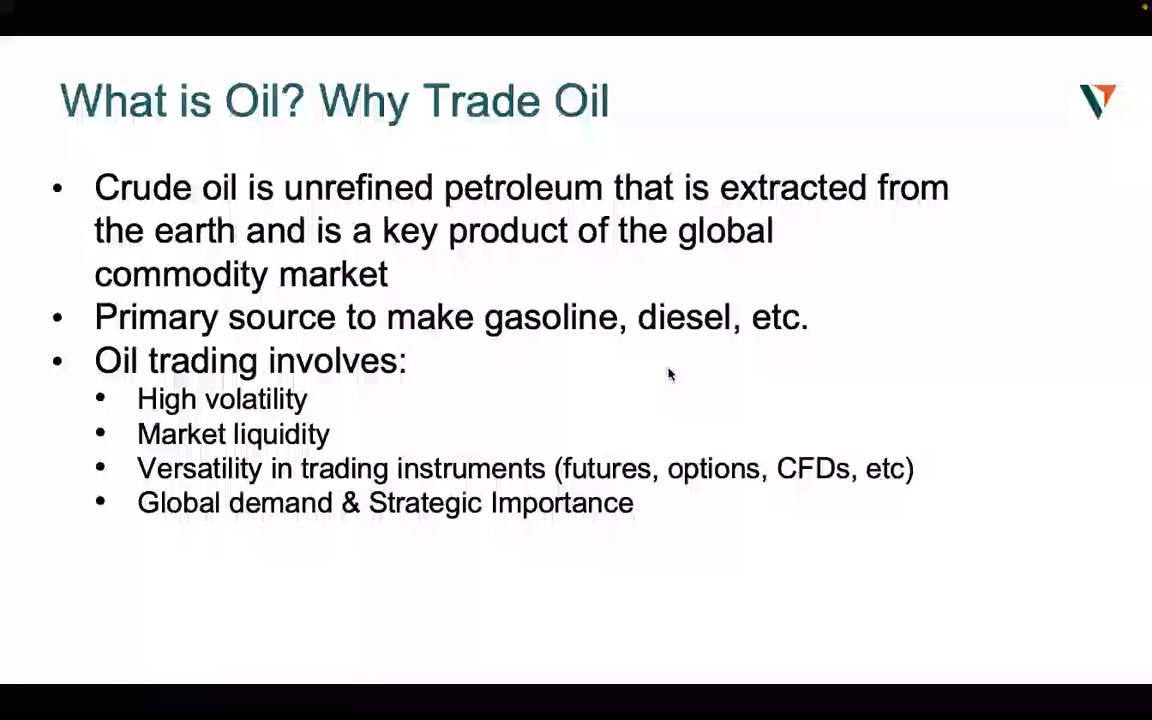 What is Oil? Why Trade Oil
• Crude oil is unrefined petroleum that is extracted from
the earth and is a key product of the global
commodity market
• Primary source to make gasoline, diesel, etc.
• Oil trading involves:
• High volatility
• Market liquidity
• Versatility in trading instruments (futures, options, CFDs, etc)
• Global demand & Strategic Importance